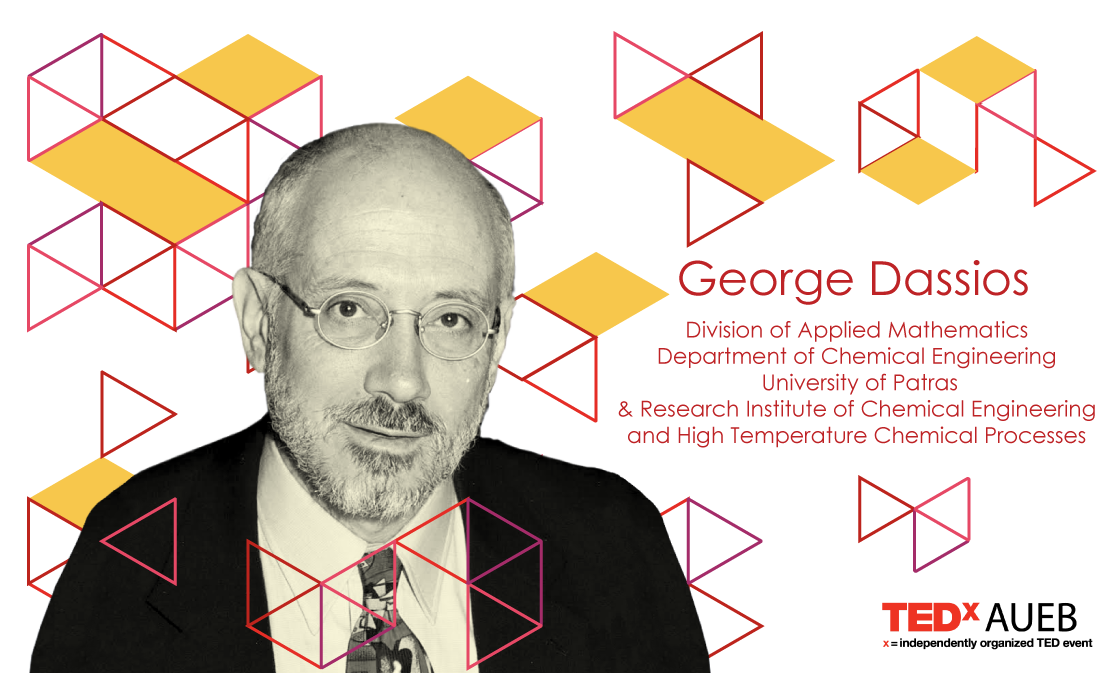 George Dassios
Division of Applied Mathematics
Department of Chemical Engineering
University of Patras
& Research Institute of Chemical Engineering
and High Temperature Chemical Processes
TEDx AUEB
x = independently organized TED event